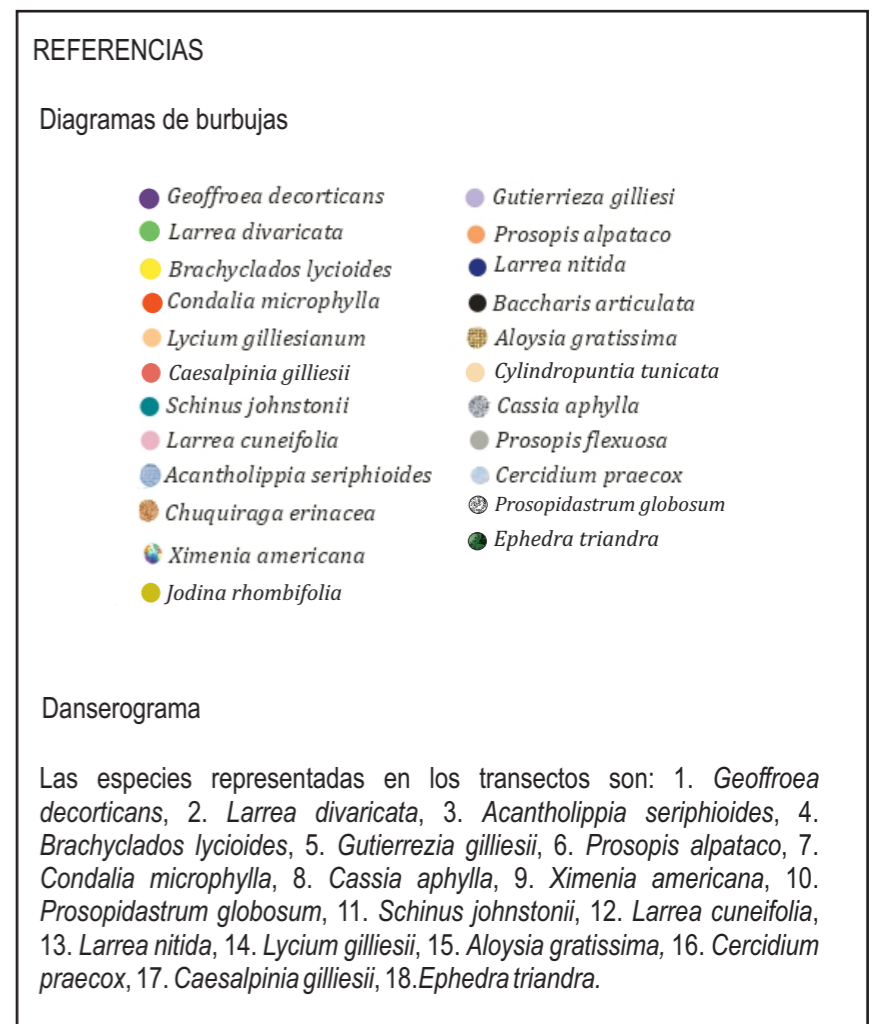 REFERENCIAS
Diagramas de burbujas
Geoffroea decorticans
Larrea divaricata
Brachyclados lycioides
Condalia microphylla
Lycium gilliesianum
Caesalpinia gilliesii
Schinus johnstonii
Larrea cuneifolia
Acantholippia seriphioides
Chuquiraga erinacea
Ximenia americana
Jodina rhombifolia
Gutierrieza gilliesi
Prosopis alpataco
Larrea nitida
Baccharis articulata
Aloysia gratissima
Cylindropuntia tunicata
Cassia aphylla
Prosopis flexuosa
Cercidium praecox
Prosopidastrum globosum
Ephedra triandra
Danserograma
Las especies representadas en los transectos son: 1. Geoffroea
decorticans, 2. Larrea divaricata, 3. Acantholippia seriphioides, 4.
Brachyclados lycioides, 5. Gutierrezia gilliesii, 6. Prosopis alpataco, 7.
Condalia microphylla, 8. Cassia aphylla, 9. Ximenia americana, 10.
Prosopidastrum globosum, 11. Schinus johnstonii, 12. Larrea cuneifolia,
13. Larrea nitida, 14. Lycium gilliesii, 15. Aloysia gratissima, 16. Cercidium
praecox, 17. Caesalpinia gilliesii, 18.Ephedra triandra.